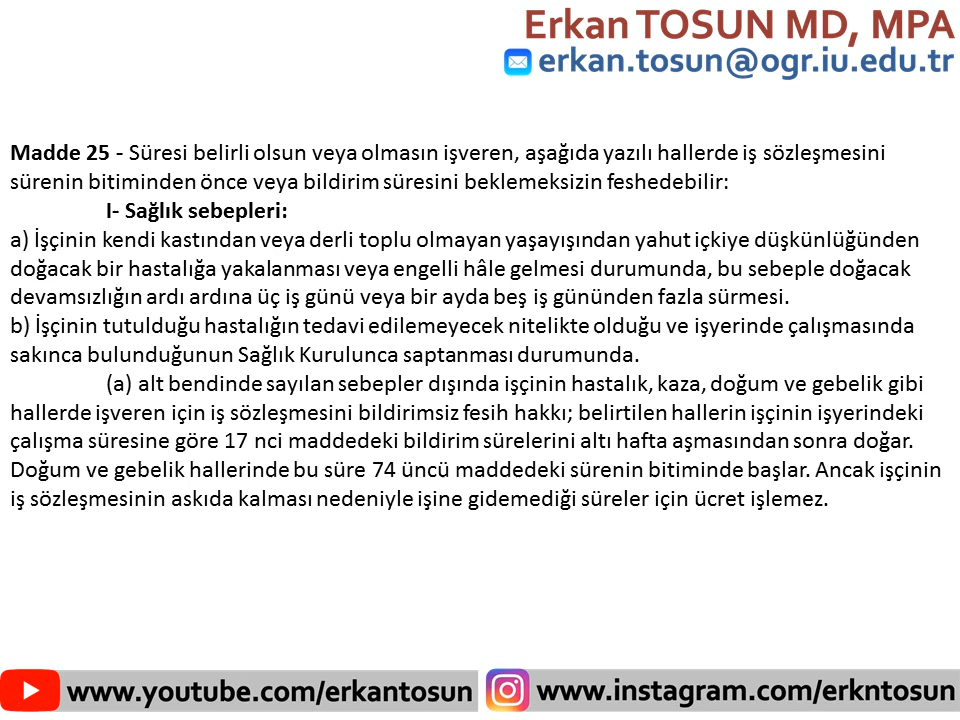 Erkan TOSUN MD, MPA
erkan.tosun@ogr.iu.edu.tr
Madde 25 - Süresi belirli olsun veya olmasın işveren, aşağıda yazılı hallerde iş sözleşmesini
sürenin bitiminden önce veya bildirim süresini beklemeksizin feshedebilir:
I- Sağlık sebepleri:
a) İşçinin kendi kastından veya derli toplu olmayan yaşayışından yahut içkiye düşkünlüğünden
doğacak bir hastalığa yakalanması veya engelli hâle gelmesi durumunda, bu sebeple doğacak
devamsızlığın ardı ardına üç iş günü veya bir ayda beş iş gününden fazla sürmesi.
b) İşçinin tutulduğu hastalığın tedavi edilemeyecek nitelikte olduğu ve işyerinde çalışmasında
sakınca bulunduğunun Sağlık Kurulunca saptanması durumunda.
(a) alt bendinde sayılan sebepler dışında işçinin hastalık, kaza, doğum ve gebelik gibi
hallerde işveren için iş sözleşmesini bildirimsiz fesih hakkı; belirtilen hallerin işçinin işyerindeki
çalışma süresine göre 17 nci maddedeki bildirim sürelerini altı hafta aşmasından sonra doğar.
Doğum ve gebelik hallerinde bu süre 74 üncü maddedeki sürenin bitiminde başlar. Ancak işçinin
iş sözleşmesinin askıda kalması nedeniyle işine gidemediği süreler için ücret işlemez.
www.youtube.com/erkantosun
www.instagram.com/erkntosun